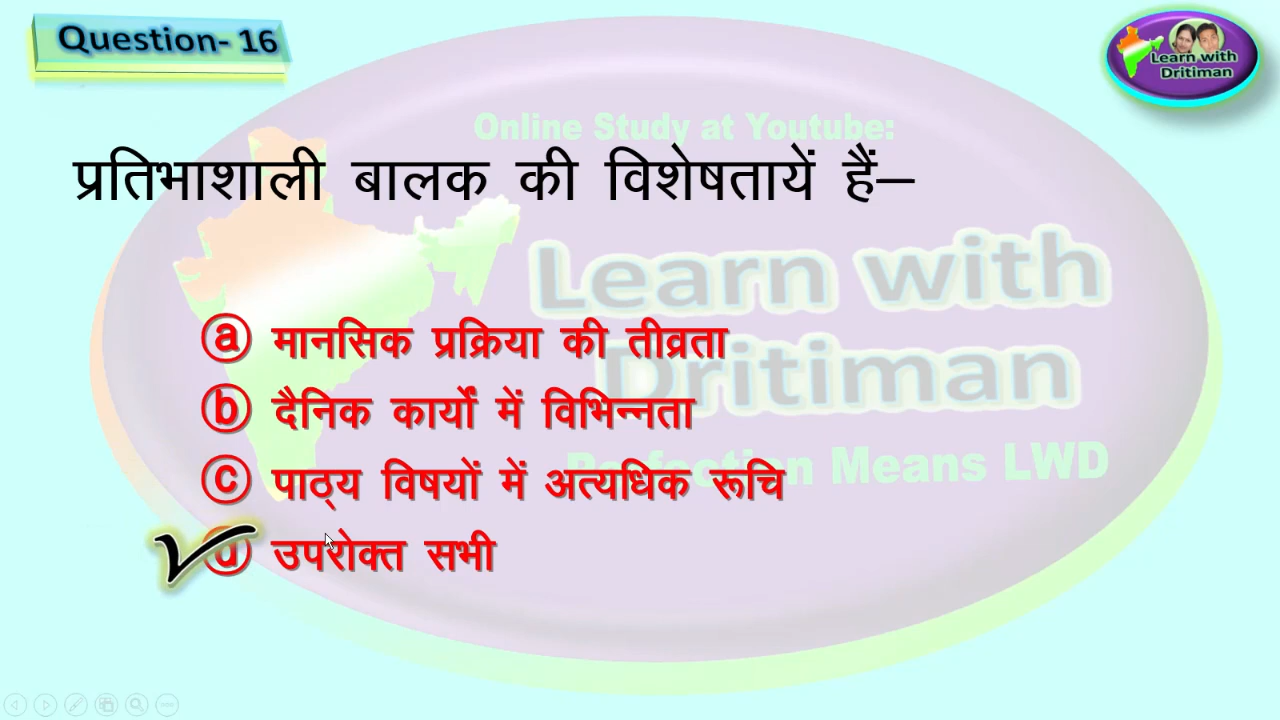 Question- 16
Learn with
Dritiman
Online Study at Youtube:
प्रतिभाशाली बालक की विशेषतायें हैं–
Learn with
Dritiman
ⓐ मानसिक प्रक्रिया की तीव्रता
ⓑ दैनिक कार्यों में विभिन्नता
Perfection Means LWD
ⓒ पाठ्य विषयों में अत्यधिक रूचि
ⓓ उपरोक्त सभी